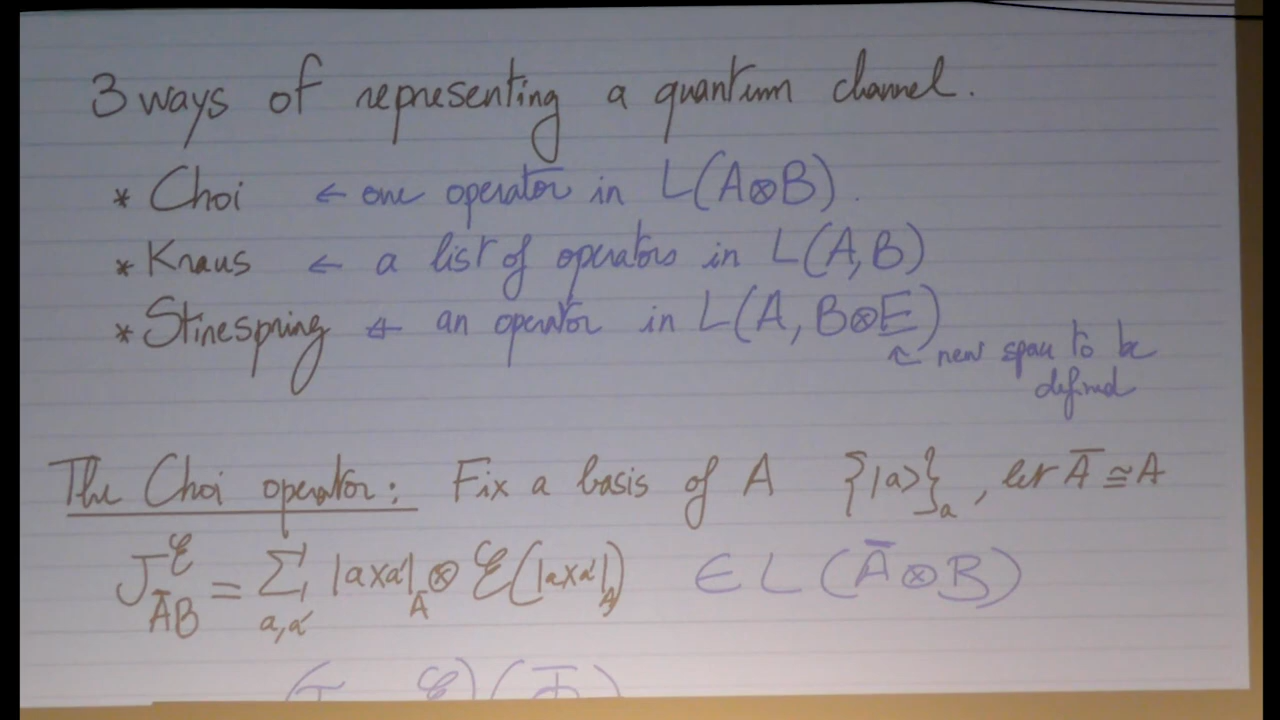 3 ways of representing a quantum channel.
* Choi ← one operator in L(A⊗B).
* Kraus ← a list of operators in L(A,B)
* Stinespring ← an operator in L(A, B⊗E)
↖ new space to be
defined
The Choi operator: Fix a basis of A {|a>}_a, let Ā ≅ A
J^ℰ_ĀB = Σ_{a,a'} |a><a'|_Ā ⊗ ℰ(|a><a'|_A) ∈ L(Ā⊗B)